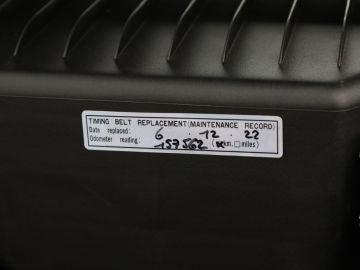 TIMING BELT REPLACEMENT(MAINTENANCE RECORD)
Date replaced: 6 . 12 . 22
Odometer reading: 157562 (☒km. □miles)